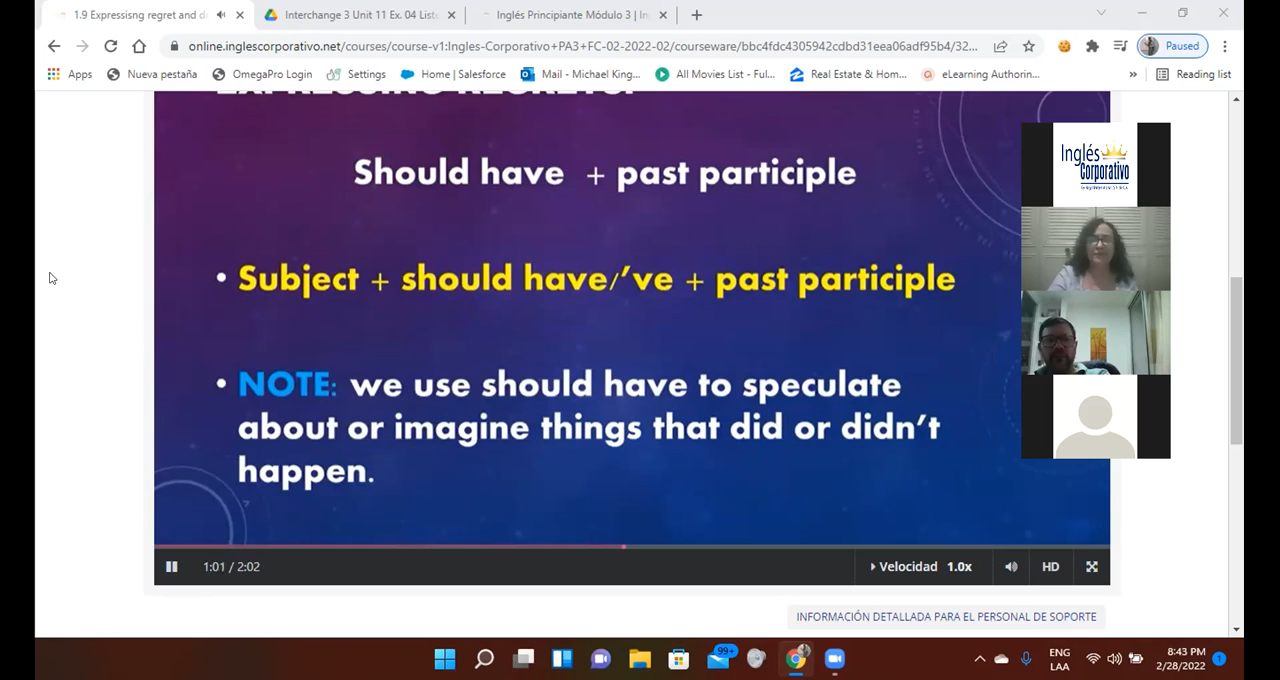 1.9 Expressisng regret and d
Interchange 3 Unit 11 Ex. 04 List
Inglés Principiante Módulo 3 | In
online.inglescorporativo.net/courses/course-v1:Ingles-Corporativo+PA3+FC-02-2022-02/courseware/bbc4fdc4305942cdbd31eea06adf95b4/32...
Paused
Apps
Nueva pestaña
OmegaPro Login
Settings
Home | Salesforce
Mail - Michael King...
All Movies List - Ful...
Real Estate & Hom...
eLearning Authorin...
»
Reading list
EXPRESSING REGRETS:
Should have + past participle
• Subject + should have/'ve + past participle
• NOTE: we use should have to speculate
about or imagine things that did or didn't
happen.
Inglés
Corporativo
1:01 / 2:02
Velocidad 1.0x
HD
INFORMACIÓN DETALLADA PARA EL PERSONAL DE SOPORTE
99+
ENG
LAA
8:43 PM
2/28/2022
1